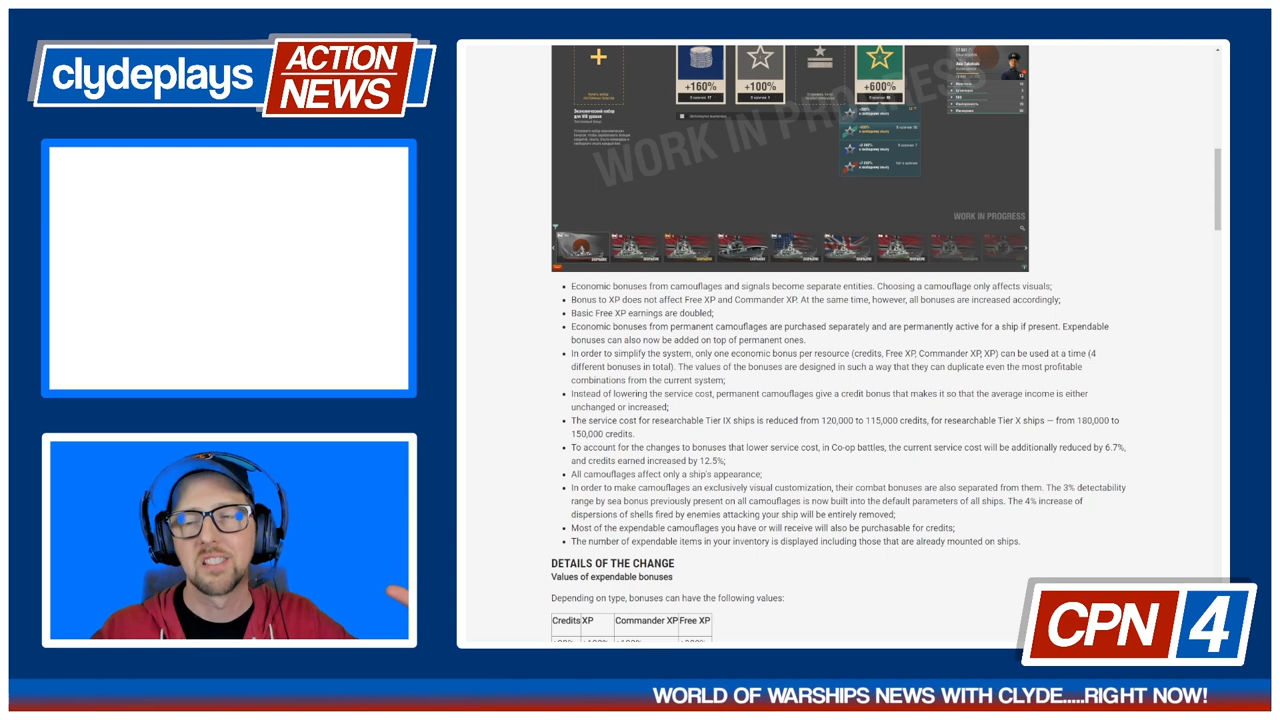 clydeplays
ACTION
NEWS
+160%
+100%
+600%
WORK IN PROGRESS
WORK IN PROGRESS
Economic bonuses from camouflages and signals become separate entities. Choosing a camouflage only affects visuals;
Bonus to XP does not affect Free XP and Commander XP. At the same time, however, all bonuses are increased accordingly;
Basic Free XP earnings are doubled;
Economic bonuses from permanent camouflages are purchased separately and are permanently active for a ship if present. Expendable
bonuses can also now be added on top of permanent ones.
In order to simplify the system, only one economic bonus per resource (credits, Free XP, Commander XP, XP) can be used at a time (4
different bonuses in total). The values of the bonuses are designed in such a way that they can duplicate even the most profitable
combinations from the current system;
Instead of lowering the service cost, permanent camouflages give a credit bonus that makes it so that the average income is either
unchanged or increased;
The service cost for researchable Tier IX ships is reduced from 120,000 to 115,000 credits, for researchable Tier X ships — from 180,000 to
150,000 credits.
To account for the changes to bonuses that lower service cost, in Co-op battles, the current service cost will be additionally reduced by 6.7%,
and credits earned increased by 12.5%;
All camouflages affect only a ship's appearance;
In order to make camouflages an exclusively visual customization, their combat bonuses are also separated from them. The 3% detectability
range by sea bonus previously present on all camouflages is now built into the default parameters of all ships. The 4% increase of
dispersions of shells fired by enemies attacking your ship will be entirely removed;
Most of the expendable camouflages you have or will receive will also be purchasable for credits;
The number of expendable items in your inventory is displayed including those that are already mounted on ships.
DETAILS OF THE CHANGE
Values of expendable bonuses
Depending on type, bonuses can have the following values:
Credits XP Commander XP Free XP
CPN 4
WORLD OF WARSHIPS NEWS WITH CLYDE.....RIGHT NOW!